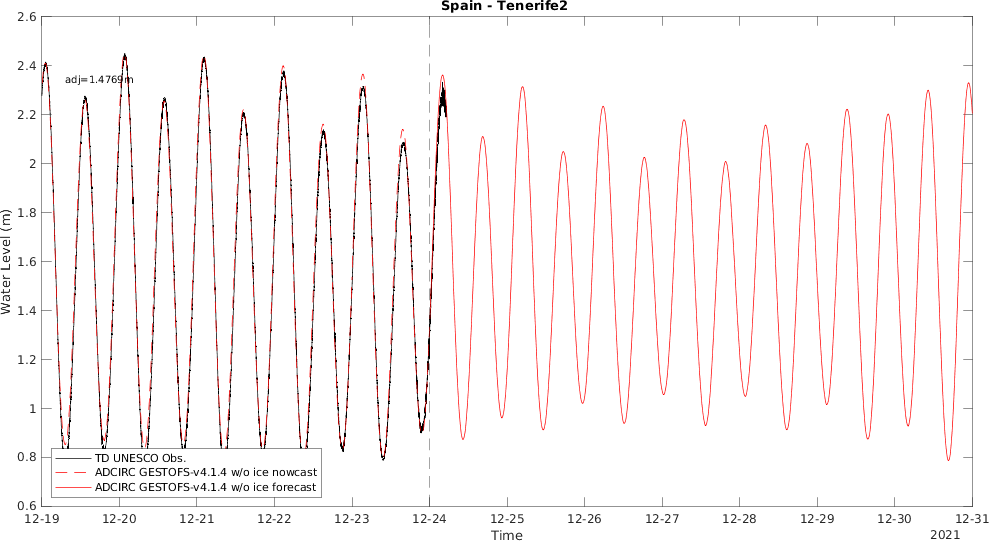 Spain - Tenerife2
2.6
2.4
adj=1.4769m
2.2
2
1.8
1.6
Water Level (m)
1.4
1.2
1
0.8
0.6
TD UNESCO Obs.
ADCIRC GESTOFS-v4.1.4 w/o ice nowcast
ADCIRC GESTOFS-v4.1.4 w/o ice forecast
12-19 12-20 12-21 12-22 12-23 12-24 12-25 12-26 12-27 12-28 12-29 12-30 12-31
Time
2021